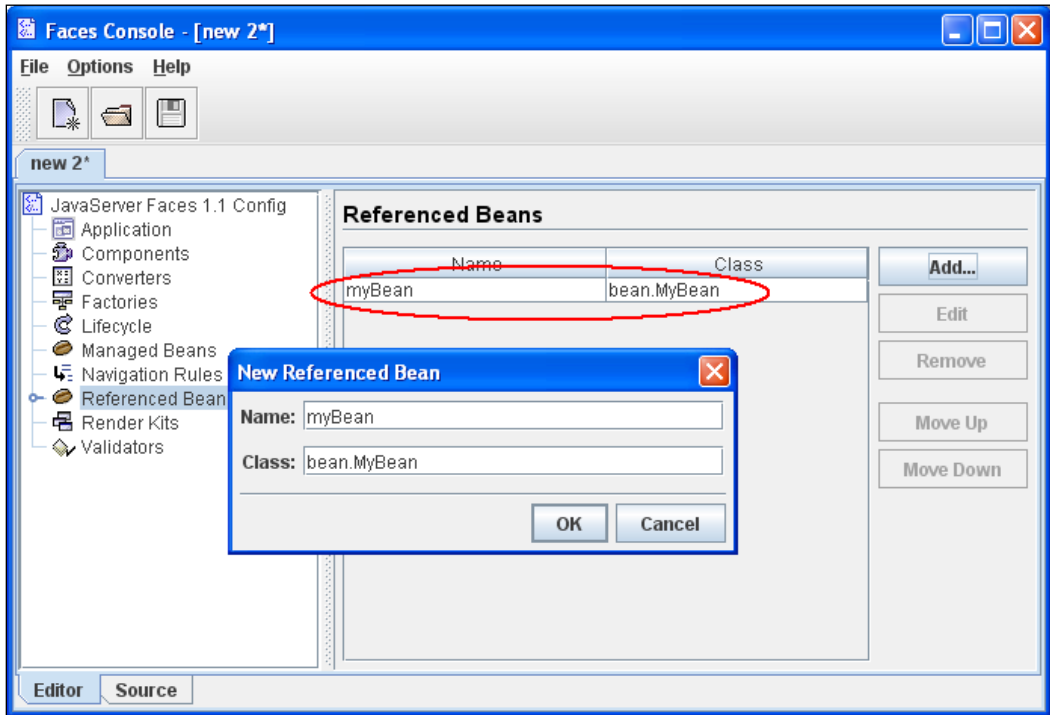 Faces Console - [new 2*]
File Options Help
new 2*
JavaServer Faces 1.1 Config
Application
Components
Converters
Factories
Lifecycle
Managed Beans
Navigation Rules
Referenced Bean
Render Kits
Validators
Referenced Beans
Name Class
myBean bean.MyBean
Add...
Edit
Remove
Move Up
Move Down
New Referenced Bean
Name: myBean
Class: bean.MyBean
OK Cancel
Editor Source